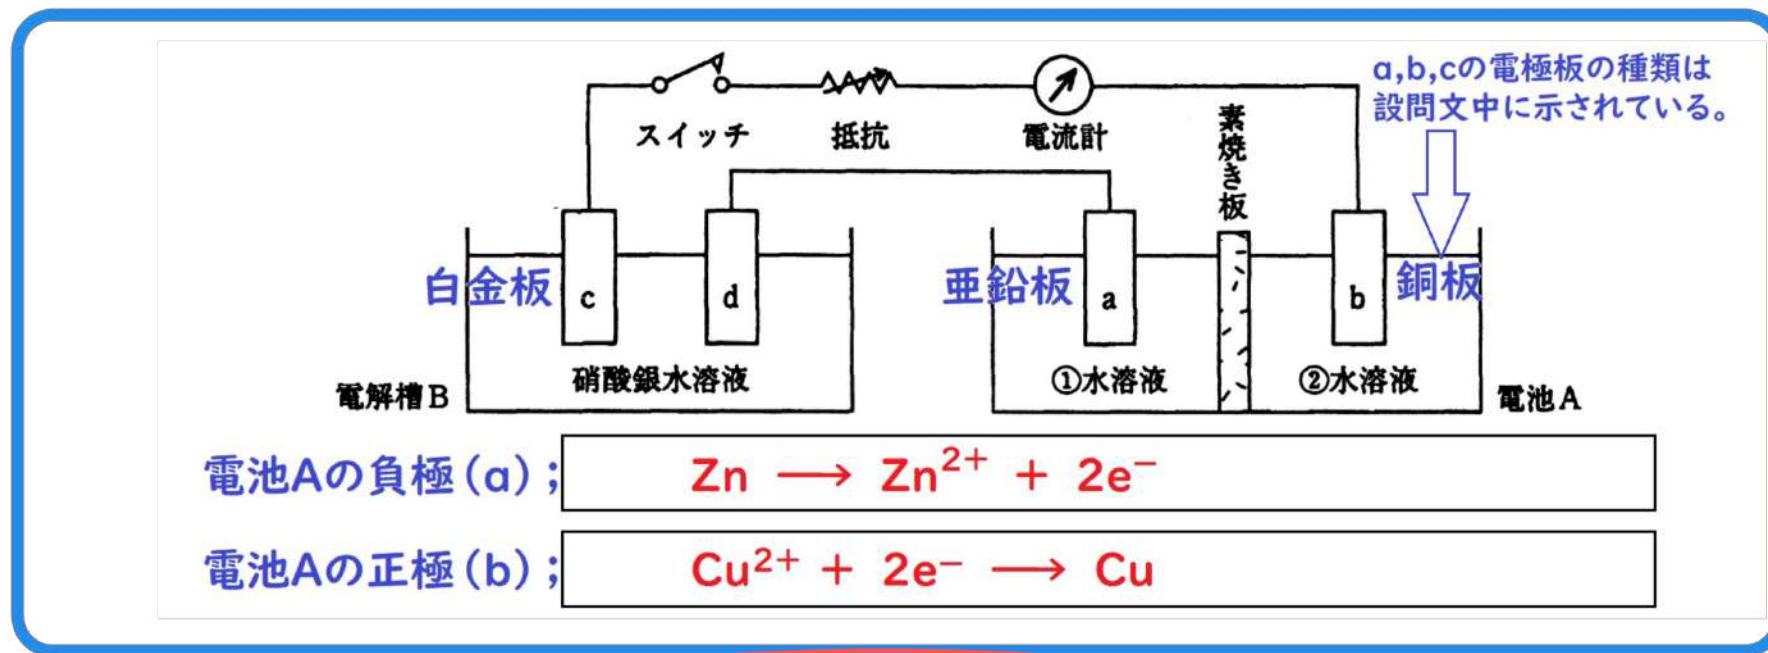 a,b,cの電極板の種類は
設問文中に示されている。
スイッチ
抵抗
電流計
素焼き板
白金板
c
d
亜鉛板
a
b
銅板
硝酸銀水溶液
①水溶液
②水溶液
電解槽B
電池A
電池Aの負極(a);
Zn ⟶ Zn²⁺ + 2e⁻
電池Aの正極(b);
Cu²⁺ + 2e⁻ ⟶ Cu